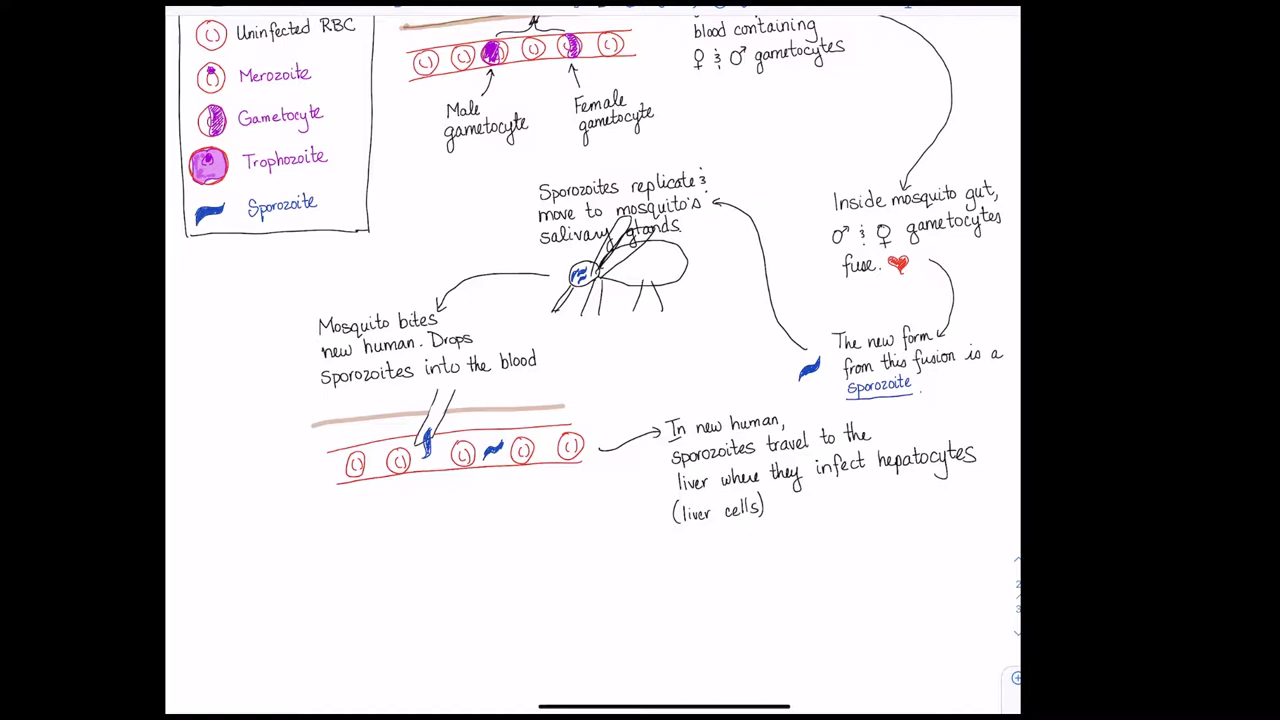 Uninfected RBC
Merozoite
Gametocyte
Trophozoite
Sporozoite
Male
gametocyte
Female
gametocyte
blood containing
♀ & ♂ gametocytes
Inside mosquito gut,
♂ & ♀ gametocytes
fuse.
The new form
from this fusion is a
sporozoite.
Sporozoites replicate &
move to mosquito's
salivary glands.
Mosquito bites
new human. Drops
sporozoites into the blood
In new human,
sporozoites travel to the
liver where they infect hepatocytes
(liver cells)
2
3